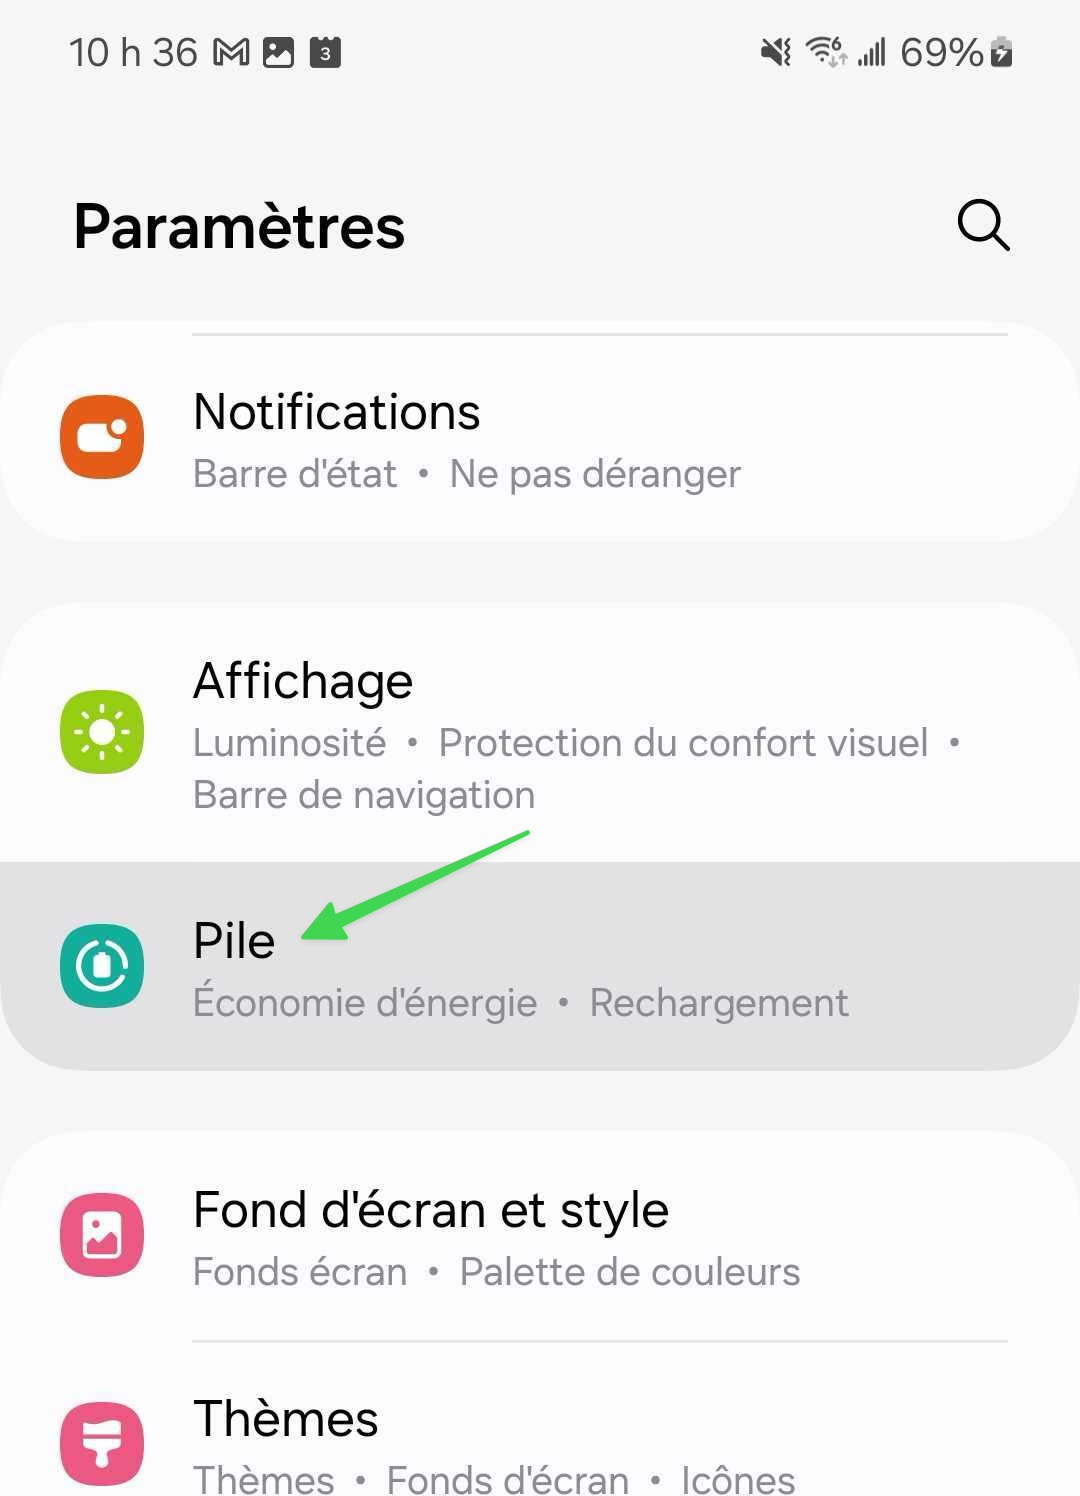 10 h 36 3 6 69%
Paramètres
Notifications
Barre d'état • Ne pas déranger
Affichage
Luminosité • Protection du confort visuel •
Barre de navigation
Pile
Économie d'énergie • Rechargement
Fond d'écran et style
Fonds écran • Palette de couleurs
Thèmes
Thèmes • Fonds d'écran • Icônes